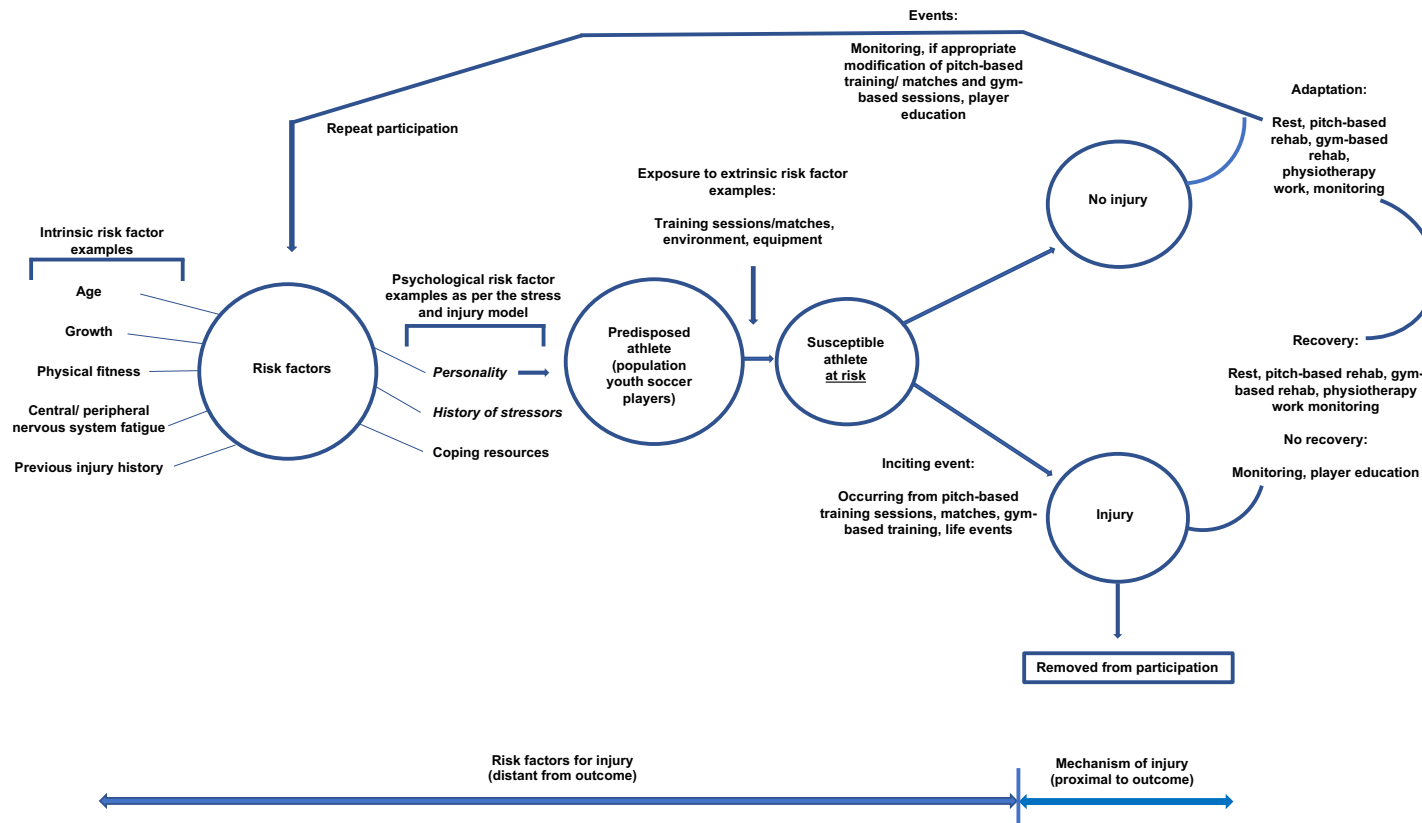 Events:
Monitoring, if appropriate
modification of pitch-based
training/ matches and gym-
based sessions, player
education
Adaptation:
Rest, pitch-based
rehab, gym-based
rehab,
physiotherapy
work, monitoring
Repeat participation
Exposure to extrinsic risk factor
examples:
Training sessions/matches,
environment, equipment
No injury
Intrinsic risk factor
examples
Age
Growth
Physical fitness
Central/ peripheral
nervous system fatigue
Previous injury history
Risk factors
Psychological risk factor
examples as per the stress
and injury model
Personality
History of stressors
Coping resources
Predisposed
athlete
(population
youth soccer
players)
Susceptible
athlete
at risk
Recovery:
Rest, pitch-based rehab, gym-
based rehab, physiotherapy
work monitoring
No recovery:
Monitoring, player education
Inciting event:
Occurring from pitch-based
training sessions, matches, gym-
based training, life events
Injury
Removed from participation
Risk factors for injury
(distant from outcome)
Mechanism of injury
(proximal to outcome)